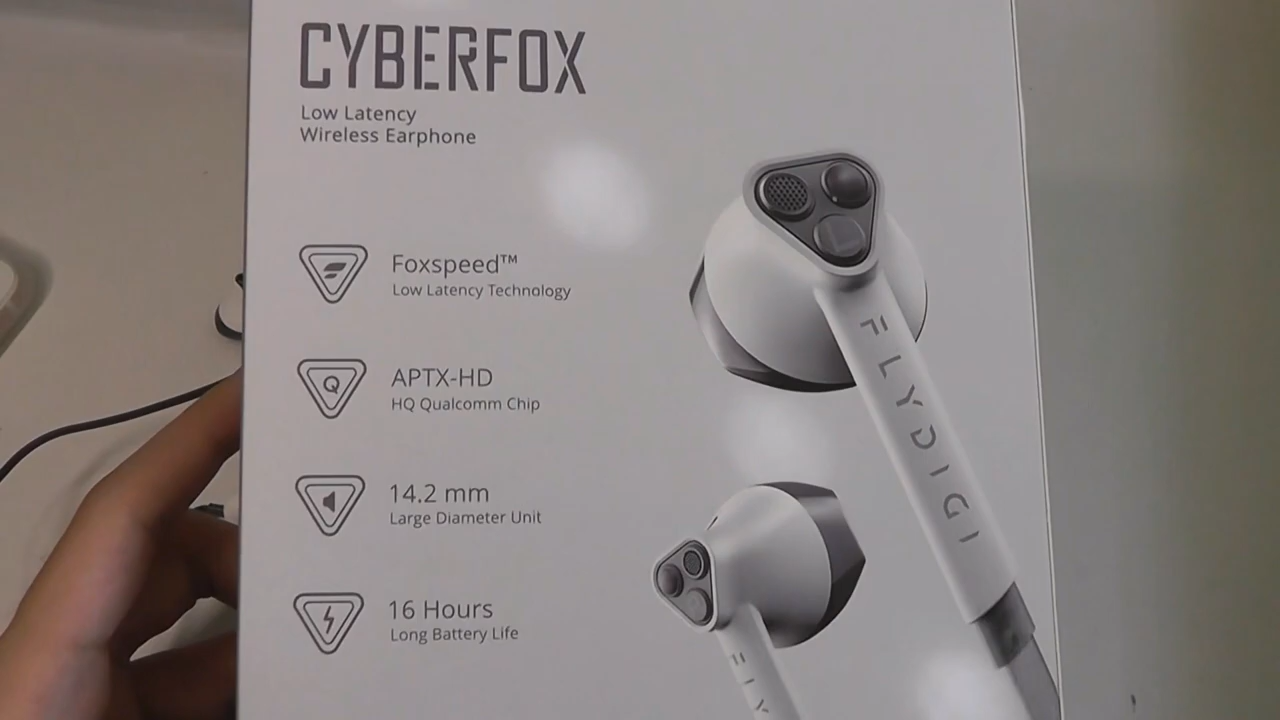 CYBERFOX
Low Latency
Wireless Earphone
Foxspeed™
Low Latency Technology
APTX-HD
HQ Qualcomm Chip
14.2 mm
Large Diameter Unit
16 Hours
Long Battery Life
FLYDIGI
FLY